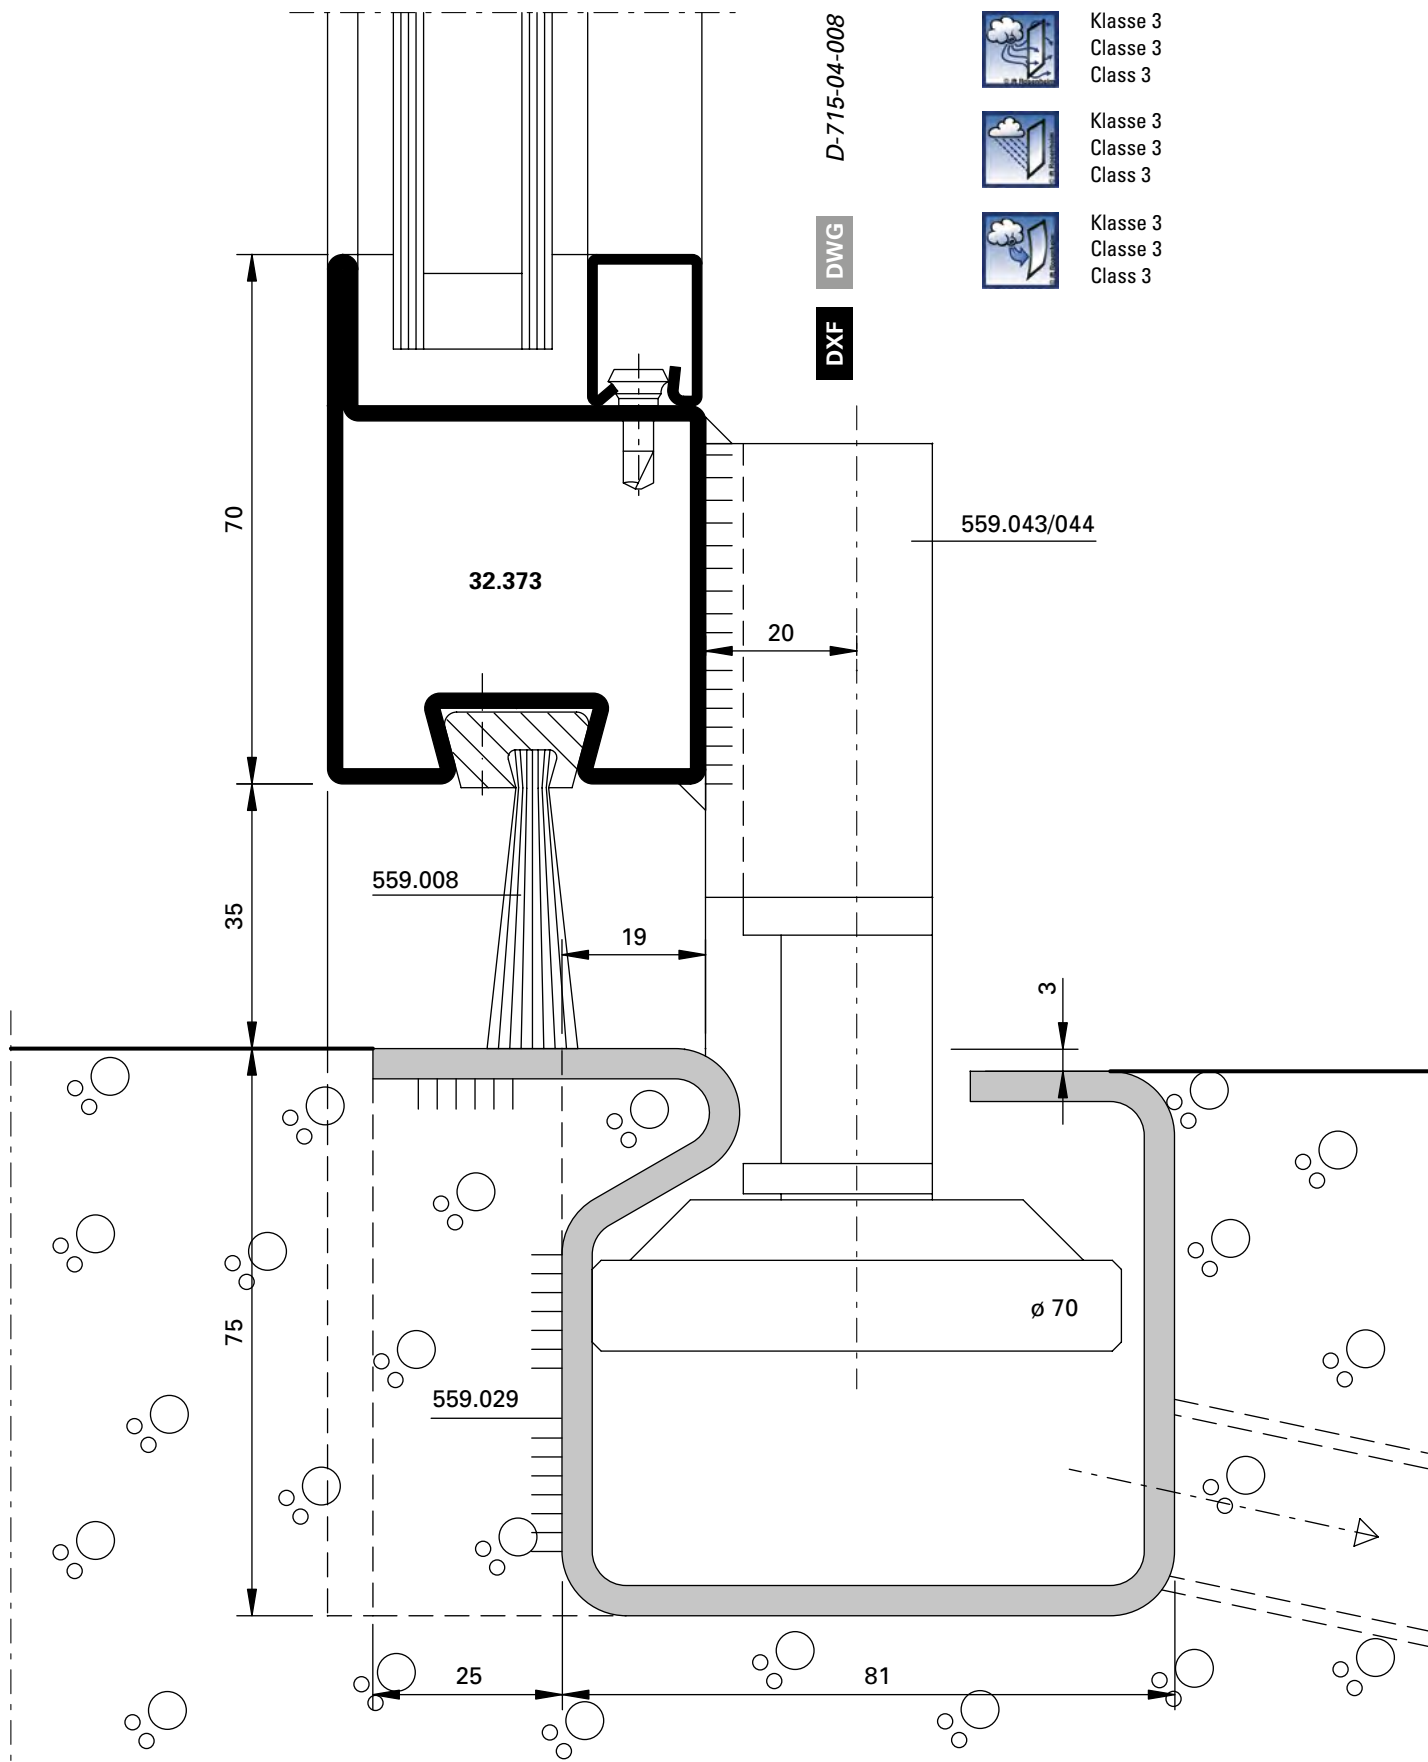 D-715-04-008
DWG
DXF
Klasse 3
Classe 3
Class 3
Klasse 3
Classe 3
Class 3
Klasse 3
Classe 3
Class 3
70
32.373
559.043/044
20
559.008
35
19
3
ø 70
75
559.029
25
81